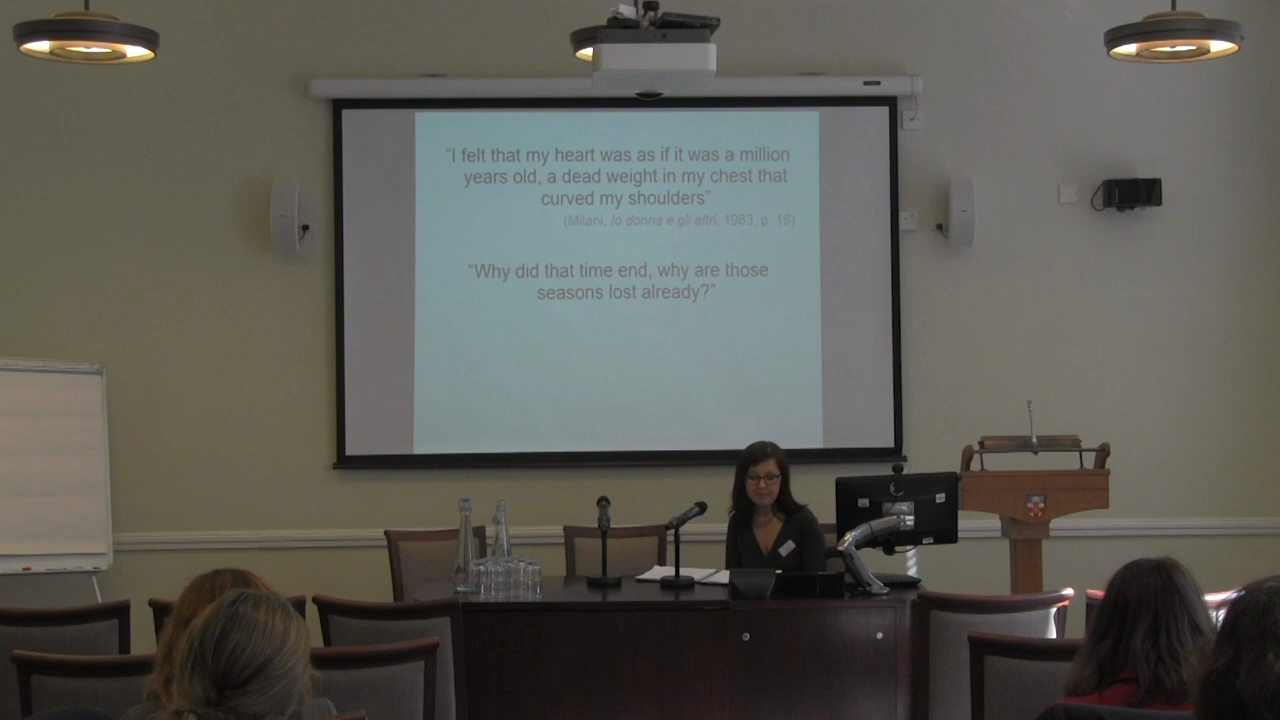 “I felt that my heart was as if it was a million
years old, a dead weight in my chest that
curved my shoulders”
(Milani, Io donna e gli altri, 1983, p. 16)
“Why did that time end, why are those
seasons lost already?”